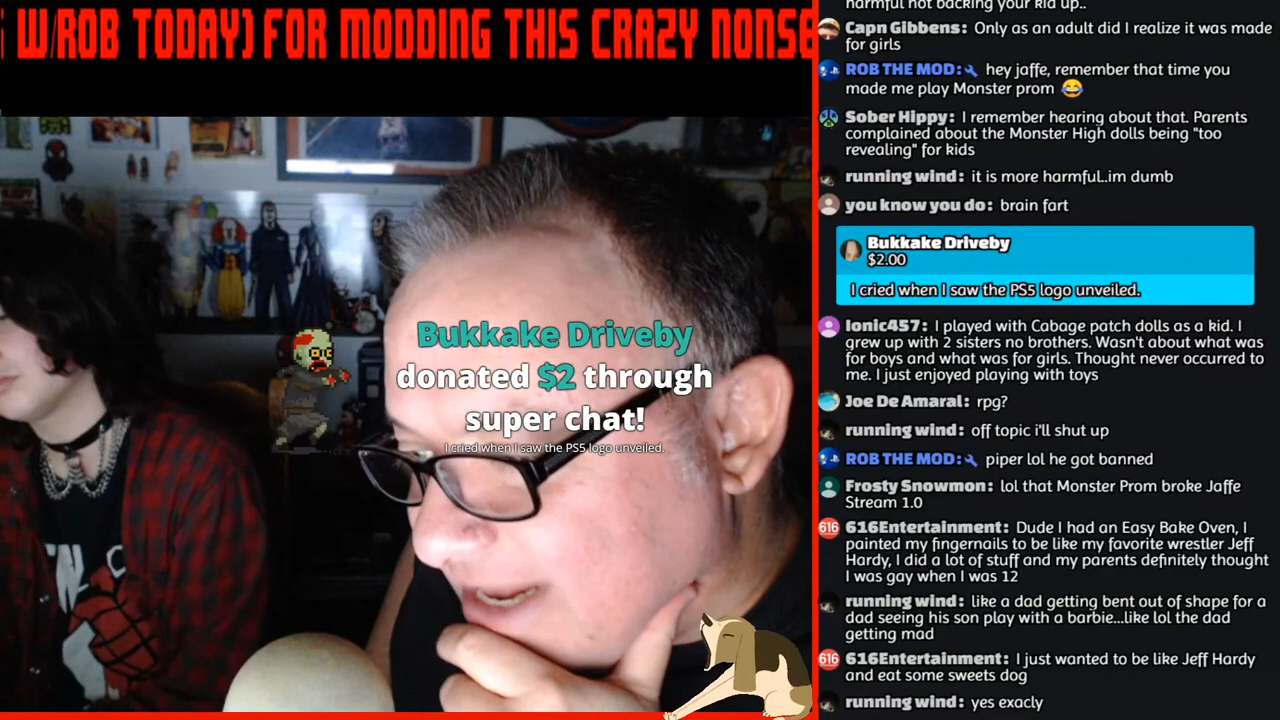 W/ROB TODAY) FOR MODDING THIS CRAZY
Bukkake Driveby
donated $2 through
super chat!
I cried when I saw the PS5 logo unveiled.
harmful not backing your kid up..
Capn Gibbens: Only as an adult did I realize it was made
for girls
ROB THE MOD: hey jaffe, remember that time you
made me play Monster prom 😂
Sober Hippy: I remember hearing about that. Parents
complained about the Monster High dolls being "too
revealing" for kids
running wind: it is more harmful..im dumb
you know you do: brain fart
Bukkake Driveby
$2.00
I cried when I saw the PS5 logo unveiled.
Ionic457: I played with Cabage patch dolls as a kid. I
grew up with 2 sisters no brothers. Wasn't about what was
for boys and what was for girls. Thought never occurred to
me. I just enjoyed playing with toys
Joe De Amaral: rpg?
running wind: off topic i'll shut up
ROB THE MOD: piper lol he got banned
Frosty Snowmon: lol that Monster Prom broke Jaffe
Stream 1.0
616 616Entertainment: Dude I had an Easy Bake Oven, I
painted my fingernails to be like my favorite wrestler Jeff
Hardy, I did a lot of stuff and my parents definitely thought
I was gay when I was 12
running wind: like a dad getting bent out of shape for a
dad seeing his son play with a barbie...like lol the dad
getting mad
616 616Entertainment: I just wanted to be like Jeff Hardy
and eat some sweets dog
running wind: yes exacly